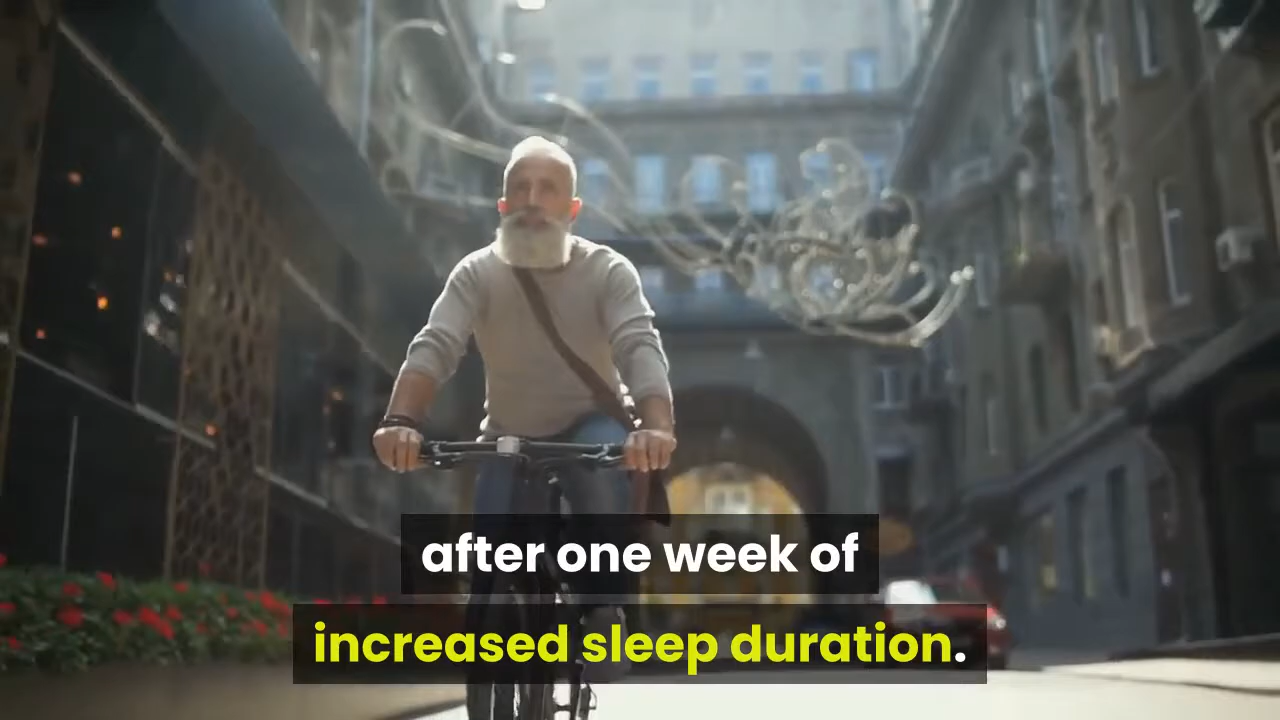 after one week of
increased sleep duration.